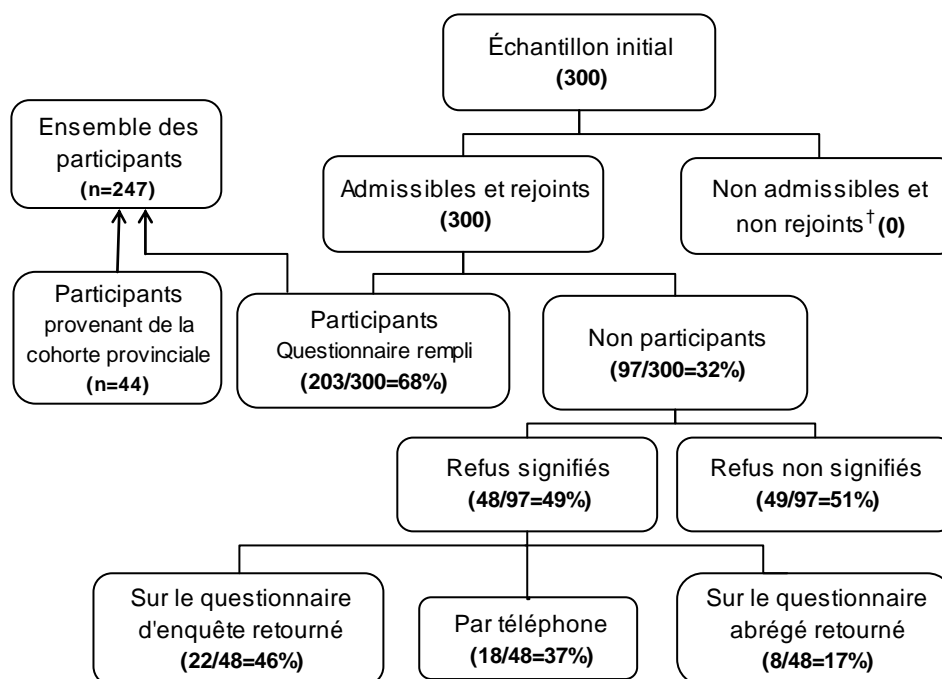 Échantillon initial
(300)
Ensemble des
participants
(n=247)
Admissibles et rejoints
(300)
Non admissibles et
non rejoints† (0)
Participants
provenant de la
cohorte provinciale
(n=44)
Participants
Questionnaire rempli
(203/300=68%)
Non participants
(97/300=32%)
Refus signifiés
(48/97=49%)
Refus non signifiés
(49/97=51%)
Sur le questionnaire
d'enquête retourné
(22/48=46%)
Par téléphone
(18/48=37%)
Sur le questionnaire
abrégé retourné
(8/48=17%)